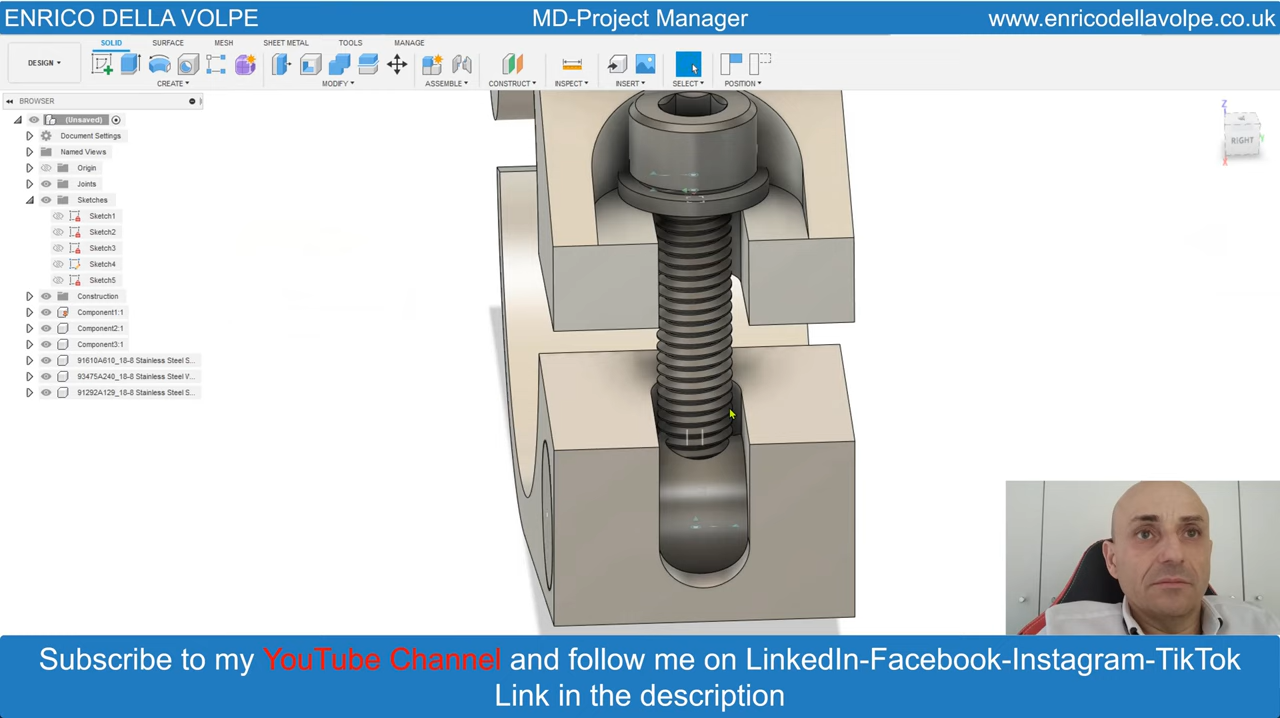 ENRICO DELLA VOLPE MD-Project Manager www.enricodellavolpe.co.uk
SOLID SURFACE MESH SHEET METAL TOOLS MANAGE
DESIGN
CREATE MODIFY ASSEMBLE CONSTRUCT INSPECT INSERT SELECT POSITION
BROWSER
(Unsaved)
Document Settings
Named Views
Origin
Joints
Sketches
Sketch1
Sketch2
Sketch3
Sketch4
Sketch5
Construction
Component1:1
Component2:1
Component3:1
91610A610_18-8 Stainless Steel S...
93475A240_18-8 Stainless Steel W...
91292A129_18-8 Stainless Steel S...
Z
RIGHT
Y
X
Subscribe to my YouTube Channel and follow me on LinkedIn-Facebook-Instagram-TikTok
Link in the description